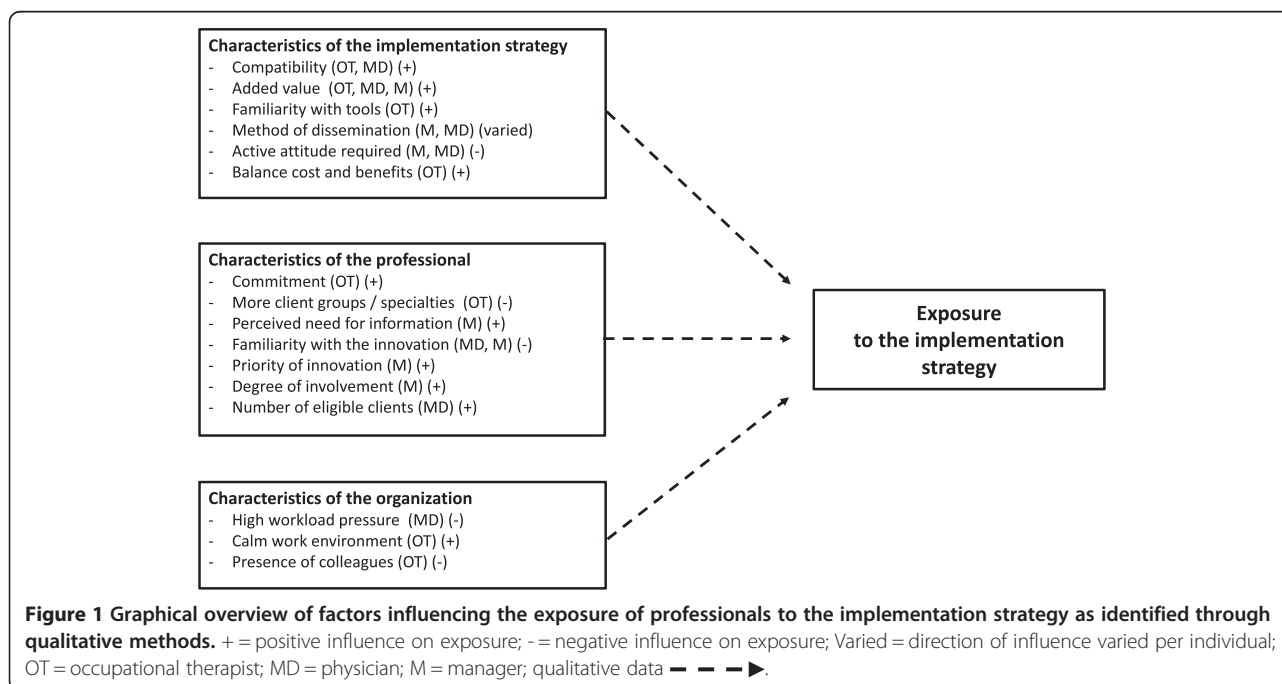 Characteristics of the implementation strategy
- Compatibility (OT, MD) (+)
- Added value (OT, MD, M) (+)
- Familiarity with tools (OT) (+)
- Method of dissemination (M, MD) (varied)
- Active attitude required (M, MD) (-)
- Balance cost and benefits (OT) (+)
Characteristics of the professional
- Commitment (OT) (+)
- More client groups / specialties (OT) (-)
- Perceived need for information (M) (+)
- Familiarity with the innovation (MD, M) (-)
- Priority of innovation (M) (+)
- Degree of involvement (M) (+)
- Number of eligible clients (MD) (+)
Characteristics of the organization
- High workload pressure (MD) (-)
- Calm work environment (OT) (+)
- Presence of colleagues (OT) (-)
Exposure
to the implementation
strategy
Figure 1 Graphical overview of factors influencing the exposure of professionals to the implementation strategy as identified through
qualitative methods. + = positive influence on exposure; - = negative influence on exposure; Varied = direction of influence varied per individual;
OT = occupational therapist; MD = physician; M = manager; qualitative data .